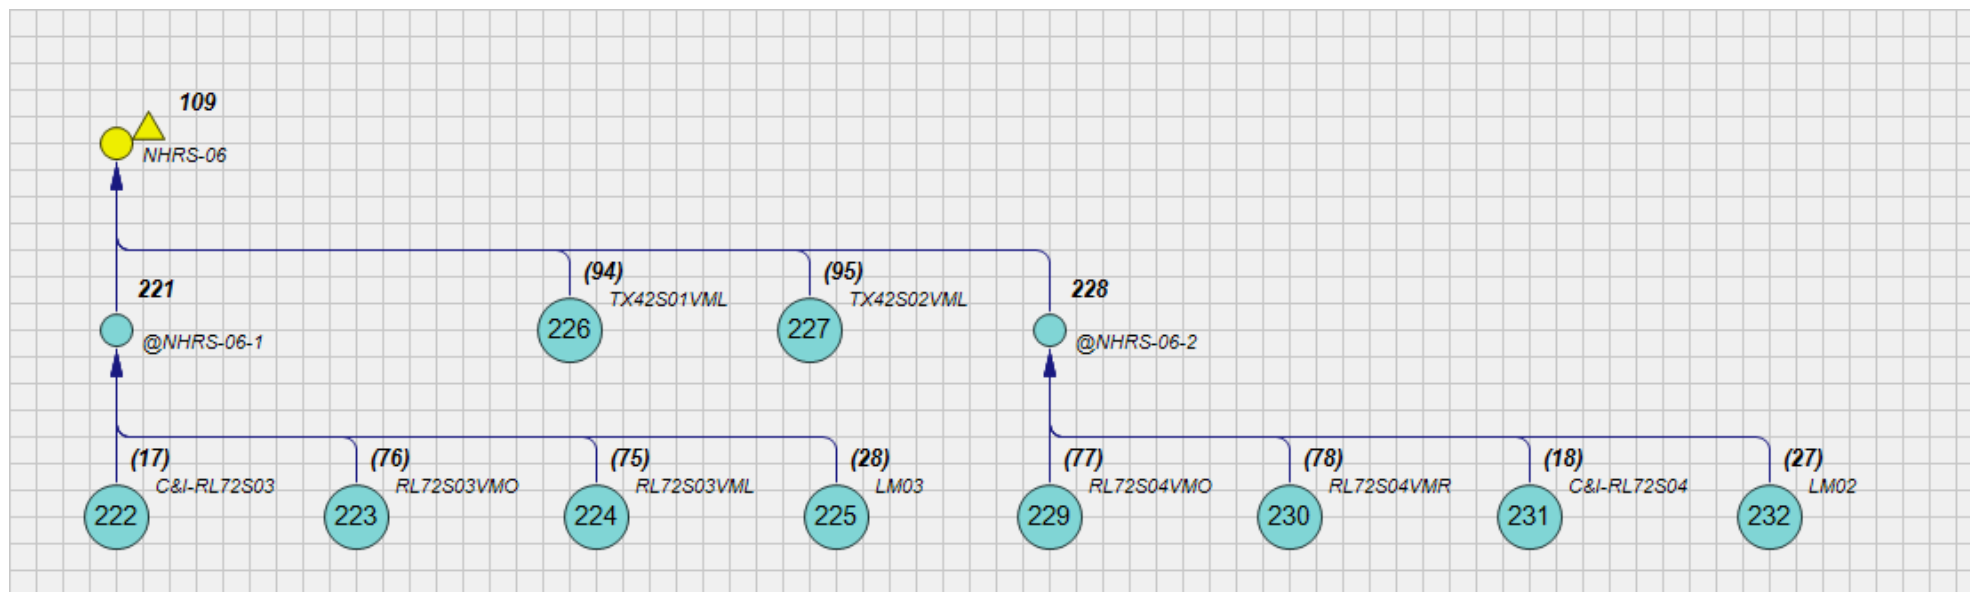 109
NHRS-06
221
@NHRS-06-1
(94)
TX42S01VML
226
(95)
TX42S02VML
227
228
@NHRS-06-2
(17)
C&I-RL72S03
222
(76)
RL72S03VMO
223
(75)
RL72S03VML
224
(28)
LM03
225
(77)
RL72S04VMO
229
(78)
RL72S04VMR
230
(18)
C&I-RL72S04
231
(27)
LM02
232